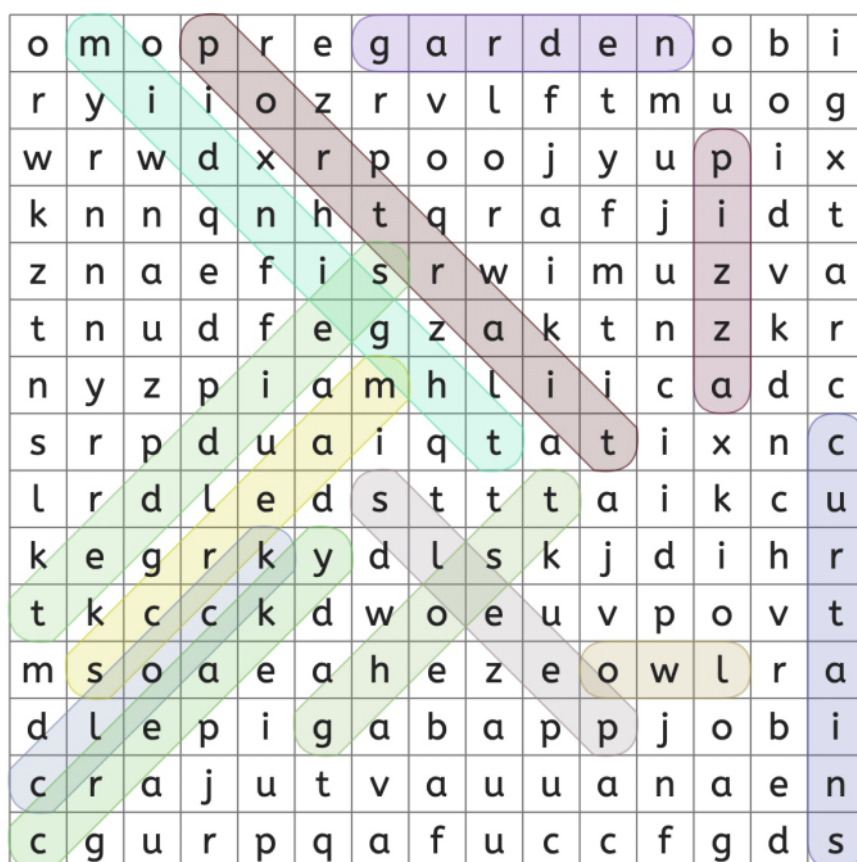 o m o p r e g a r d e n o b i
r y i i o z r v l f t m u o g
w r w d x r p o o j y u p i x
k n n q n h t q r a f j i d t
z n a e f i s r w i m u z v a
t n u d f e g z a k t n z k r
n y z p i a m h l i i c a d c
s r p d u a i q t a t i x n c
l r d l e d s t t t a i k c u
k e g r k y d l s k j d i h r
t k c c k d w o e u v p o v t
m s o a e a h e z e o w l r a
d l e p i g a b a p p j o b i
c r a j u t v a u u a n a e n
c g u r p q a f u c c f g d s